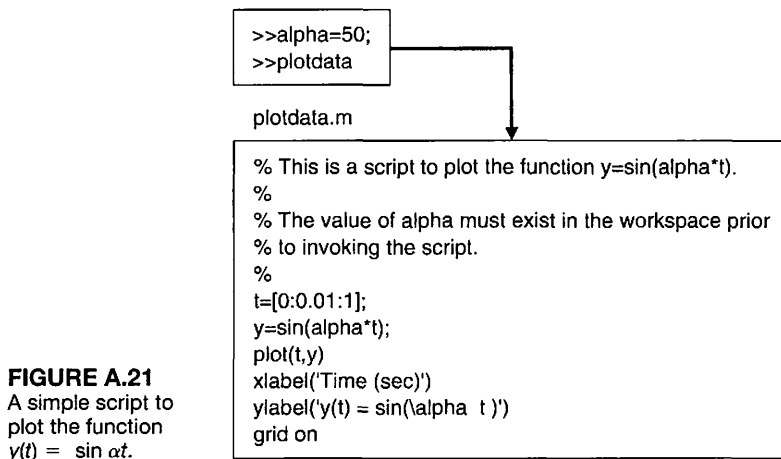 >>alpha=50;
>>plotdata
plotdata.m
% This is a script to plot the function y=sin(alpha*t).
%
% The value of alpha must exist in the workspace prior
% to invoking the script.
%
t=[0:0.01:1];
y=sin(alpha*t);
plot(t,y)
xlabel('Time (sec)')
ylabel('y(t) = sin(\alpha t )')
grid on
FIGURE A.21
A simple script to
plot the function
y(t) = sin αt.